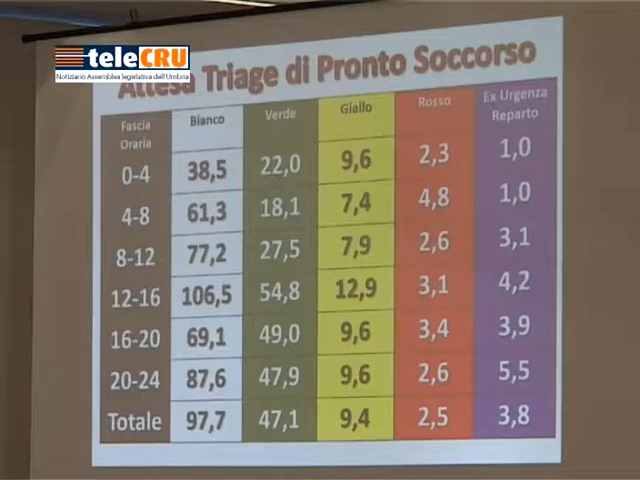 teleCRU
Notiziario Assemblea legislativa dell'Umbria
Attesa Triage di Pronto Soccorso
Fascia Oraria Bianco Verde Giallo Rosso Ex Urgenza Reparto
0-4 38,5 22,0 9,6 2,3 1,0
4-8 61,3 18,1 7,4 4,8 1,0
8-12 77,2 27,5 7,9 2,6 3,1
12-16 106,5 54,8 12,9 3,1 4,2
16-20 69,1 49,0 9,6 3,4 3,9
20-24 87,6 47,9 9,6 2,6 5,5
Totale 97,7 47,1 9,4 2,5 3,8